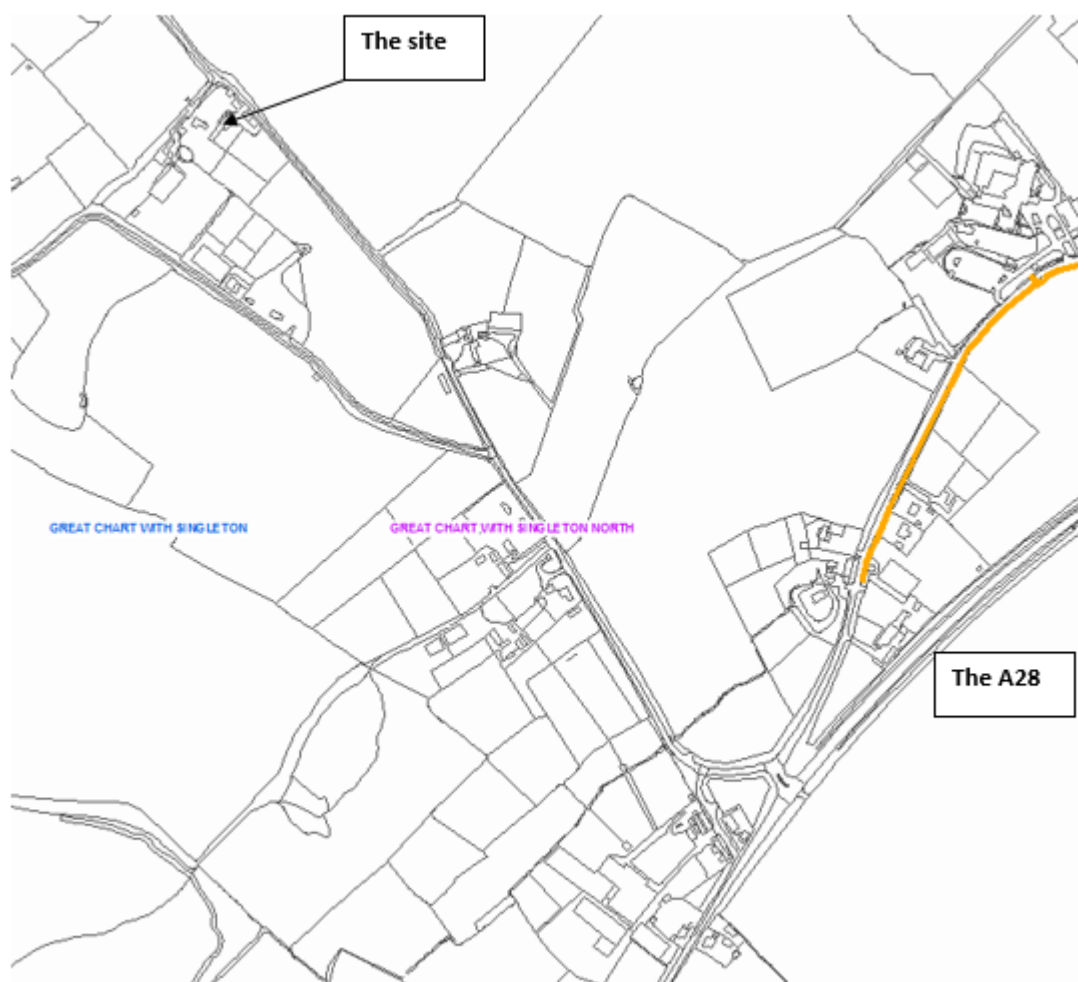 The site
GREAT CHART WITH SINGLETON
GREAT CHART WITH SINGLETON NORTH
The A28